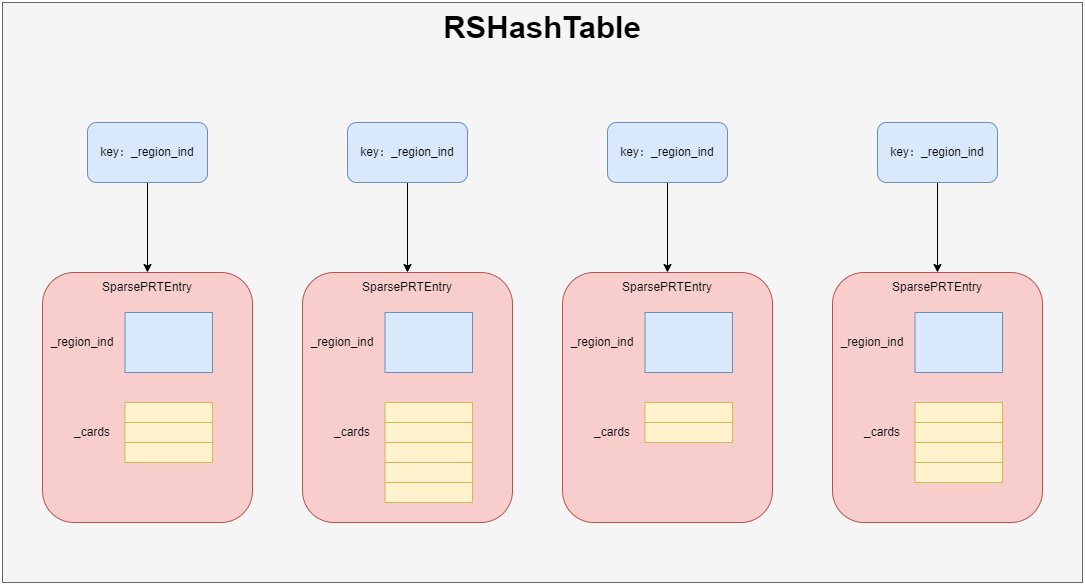 RSHashTable
key: _region_ind
key: _region_ind
key: _region_ind
key: _region_ind
SparsePRTEntry
SparsePRTEntry
SparsePRTEntry
SparsePRTEntry
_region_ind
_region_ind
_region_ind
_region_ind
_cards
_cards
_cards
_cards